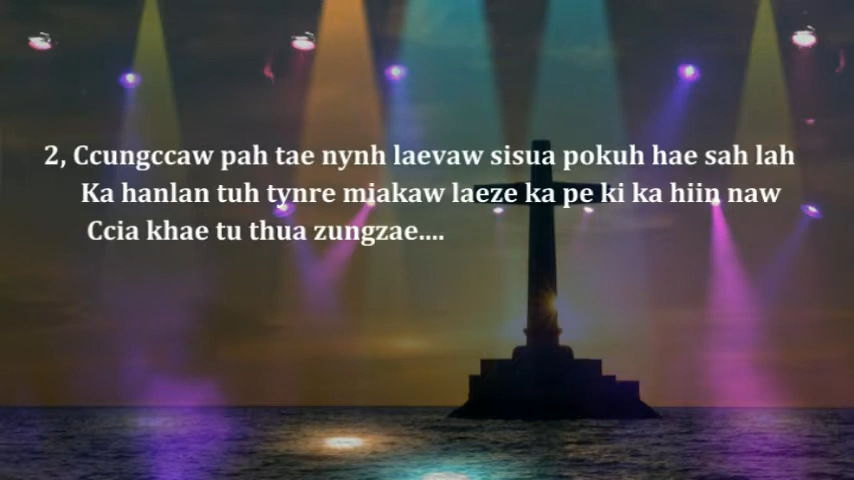 2, Ccungccaw pah tae nynh laevaw sisua pokuh hae sah lah
Ka hanlan tuh tynre miakaw laeze ka pe ki ka hiin naw
Ccia khae tu thua zungzae....